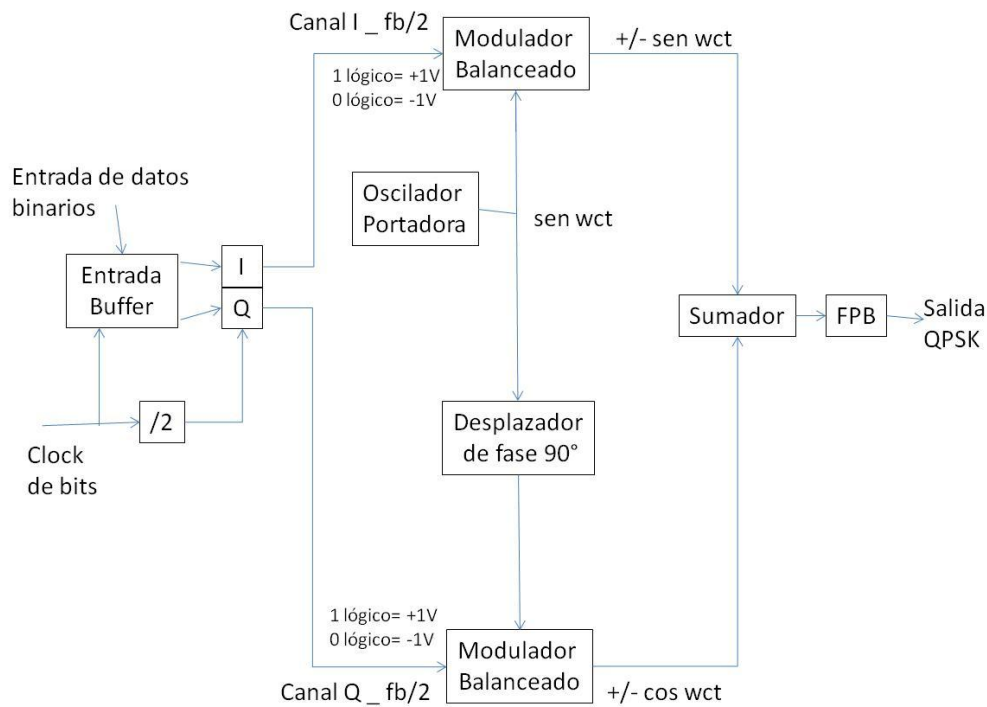 Canal I _ fb/2
Modulador
Balanceado
+/- sen wct
1 lógico= +1V
0 lógico= -1V
Entrada de datos
binarios
Oscilador
Portadora
sen wct
Entrada
Buffer
I
Q
Sumador
FPB
Salida
QPSK
/2
Clock
de bits
Desplazador
de fase 90°
1 lógico= +1V
0 lógico= -1V
Canal Q _ fb/2
Modulador
Balanceado
+/- cos wct